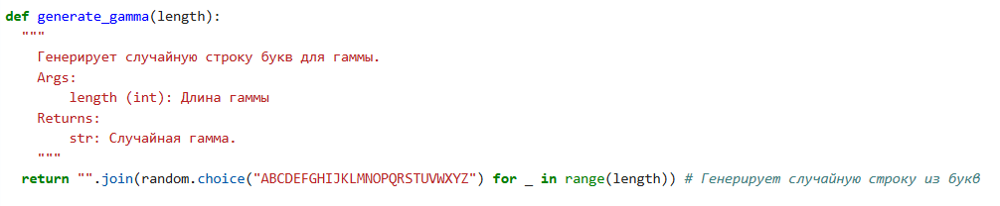 def generate_gamma(length):
  """
    Генерирует случайную строку букв для гаммы.
    Args:
        length (int): Длина гаммы
    Returns:
        str: Случайная гамма.
    """
  return "".join(random.choice("ABCDEFGHIJKLMNOPQRSTUVWXYZ") for _ in range(length)) # Генерирует случайную строку из букв